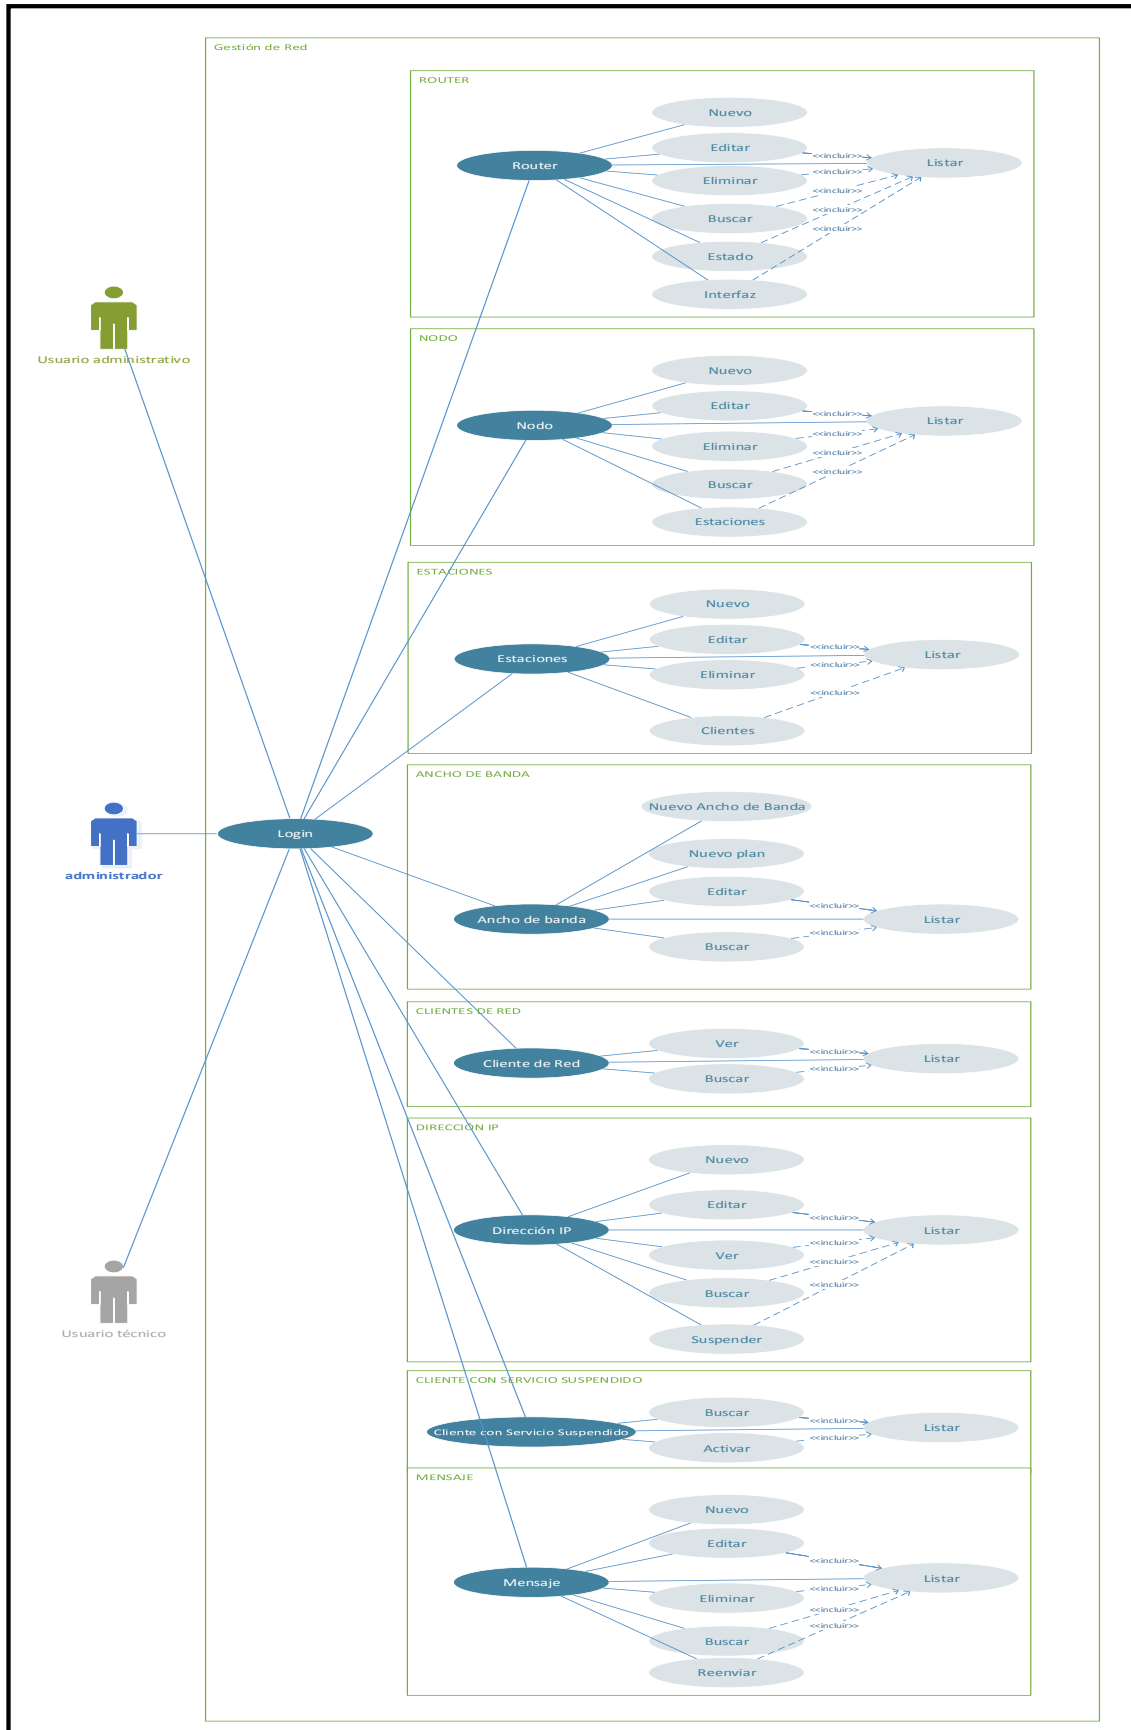 Gestión de Red
ROUTER
Nuevo
Editar
<<incluir>>
Router
Listar
<<incluir>>
Eliminar
<<incluir>>
Buscar
<<incluir>>
<<incluir>>
Estado
Interfaz
Usuario administrativo
NODO
Nuevo
Editar
<<incluir>>
Listar
Nodo
<<incluir>>
Eliminar
<<incluir>>
<<incluir>>
Buscar
Estaciones
ESTACIONES
Nuevo
Editar
<<incluir>>
Listar
Estaciones
<<incluir>>
Eliminar
<<incluir>>
Clientes
ANCHO DE BANDA
Nuevo Ancho de Banda
Login
Nuevo plan
administrador
Editar
<<incluir>>
Ancho de banda
Listar
<<incluir>>
Buscar
CLIENTES DE RED
Ver
<<incluir>>
Listar
Cliente de Red
<<incluir>>
Buscar
DIRECCIÓN IP
Nuevo
Editar
<<incluir>>
Dirección IP
Listar
<<incluir>>
Ver
<<incluir>>
Buscar
<<incluir>>
Usuario técnico
Suspender
CLIENTE CON SERVICIO SUSPENDIDO
Buscar
<<incluir>>
Listar
Cliente con Servicio Suspendido
<<incluir>>
Activar
MENSAJE
Nuevo
Editar
<<incluir>>
Listar
Mensaje
<<incluir>>
Eliminar
<<incluir>>
<<incluir>>
Buscar
Reenviar